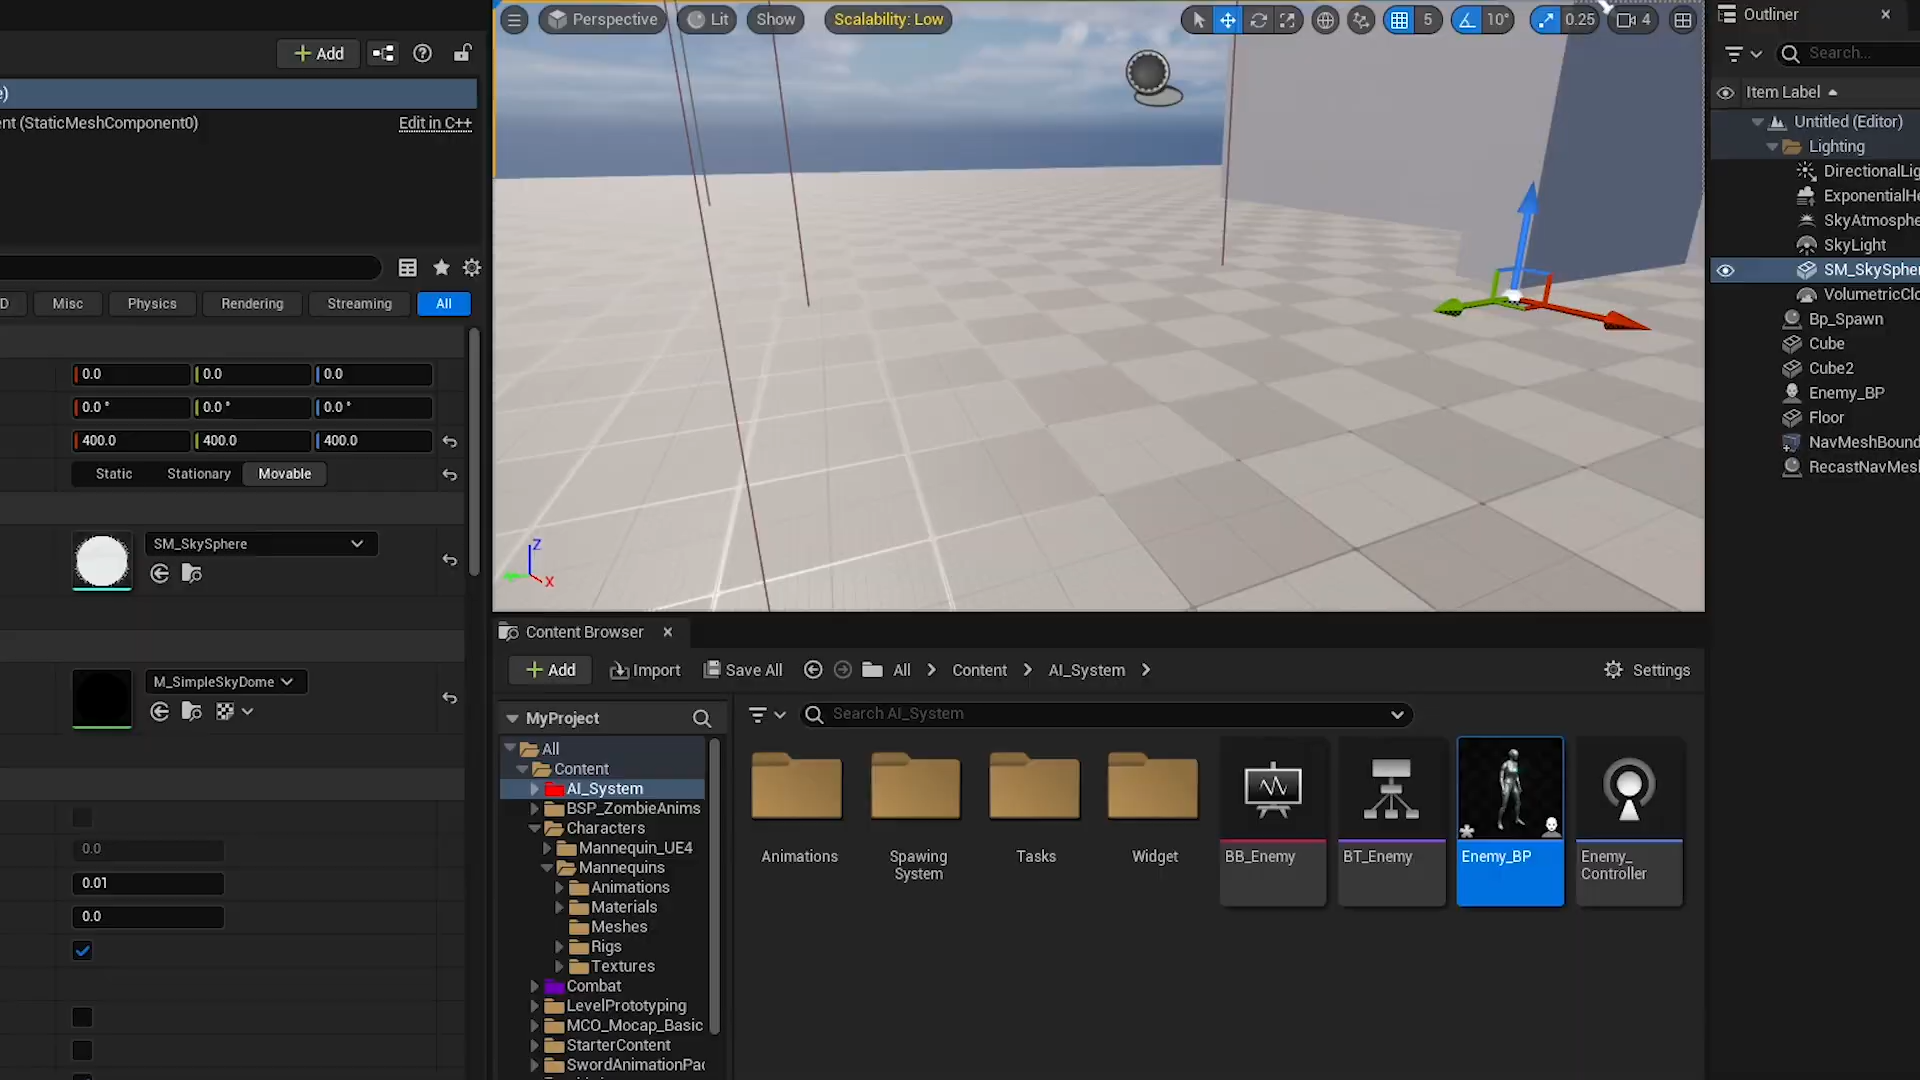 Perspective
Lit
Show
Scalability: Low
5
10°
0.25
4
Outliner
Add
Search...
e)
Item Label
ent (StaticMeshComponent0)
Edit in C++
Untitled (Editor)
Lighting
DirectionalLig
ExponentialHe
SkyAtmosphe
SkyLight
SM_SkySpher
VolumetricClo
Bp_Spawn
Cube
Cube2
Enemy_BP
Floor
NavMeshBound
RecastNavMesh
D
Misc
Physics
Rendering
Streaming
All
0.0
0.0
0.0
0.0 °
0.0 °
0.0 °
400.0
400.0
400.0
Static
Stationary
Movable
SM_SkySphere
M_SimpleSkyDome
0.0
0.01
0.0
Z
X
Content Browser
Add
Import
Save All
All
Content
AI_System
Settings
MyProject
Search AI_System
All
Content
AI_System
BSP_ZombieAnims
Characters
Mannequin_UE4
Mannequins
Animations
Materials
Meshes
Rigs
Textures
Combat
LevelPrototyping
MCO_Mocap_Basic
StarterContent
SwordAnimationPac
Animations
Spawing
System
Tasks
Widget
BB_Enemy
BT_Enemy
Enemy_BP
Enemy_
Controller